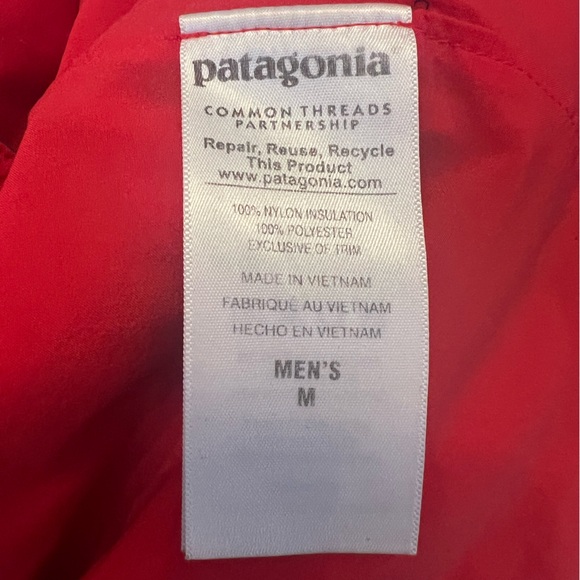 patagonia
COMMON THREADS
PARTNERSHIP
Repair, Reuse, Recycle
This Product
www.patagonia.com
100% NYLON INSULATION
100% POLYESTER
EXCLUSIVE OF TRIM
MADE IN VIETNAM
FABRIQUÉ AU VIETNAM
HECHO EN VIETNAM
MEN'S
M